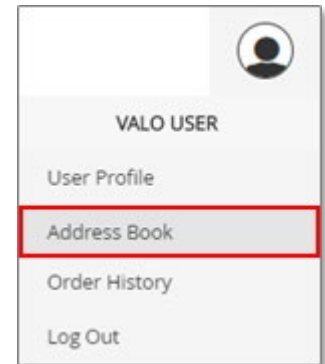 VALO USER
User Profile
Address Book
Order History
Log Out